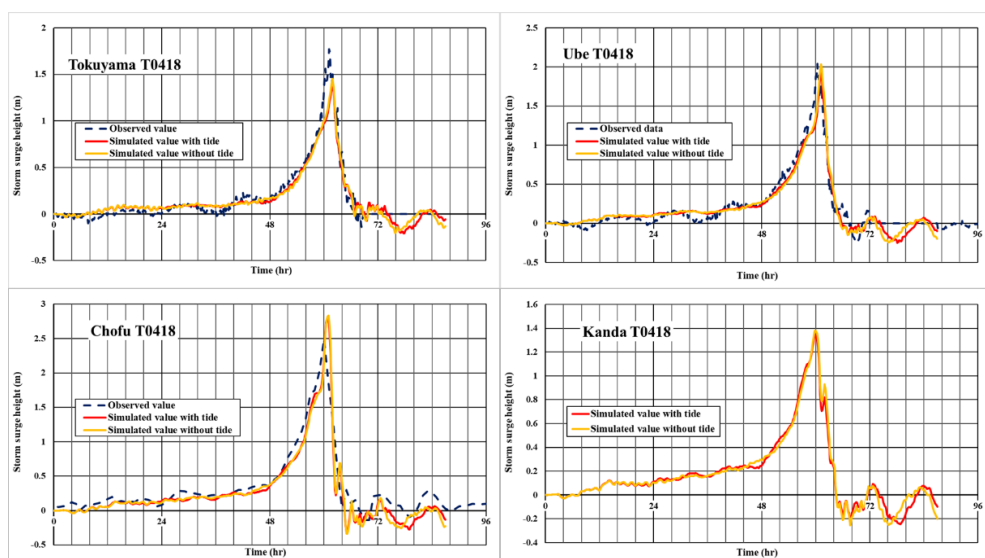 Tokuyama T0418
Storm surge height (m)
2
1.5
1
0.5
0
-0.5
Observed value
Simulated value with tide
Simulated value without tide
0 24 48 72 96
Time (hr)
Ube T0418
Storm surge height (m)
2.5
2
1.5
1
0.5
0
-0.5
Observed data
Simulated value with tide
Simulated value without tide
0 24 48 72 96
Time (hr)
Chofu T0418
Storm surge height (m)
3
2.5
2
1.5
1
0.5
0
-0.5
Observed value
Simulated value with tide
Simulated value without tide
0 24 48 72 96
Time (hr)
Kanda T0418
Storm surge height (m)
1.6
1.4
1.2
1
0.8
0.6
0.4
0.2
0
-0.2
-0.4
Simulated value with tide
Simulated value without tide
0 24 48 72 96
Time (hr)